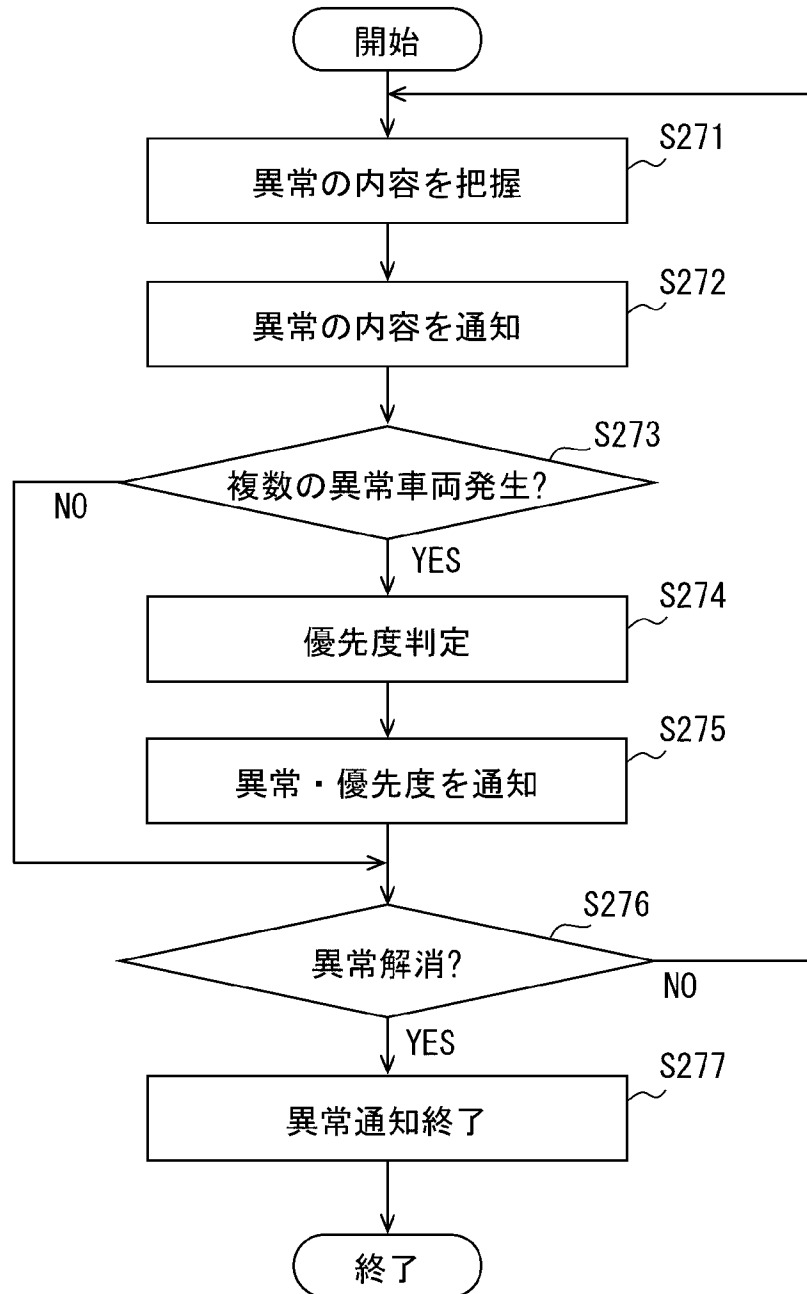 開始
S271
異常の内容を把握
S272
異常の内容を通知
S273
複数の異常車両発生?
NO
YES
S274
優先度判定
S275
異常・優先度を通知
S276
異常解消?
NO
YES
S277
異常通知終了
終了